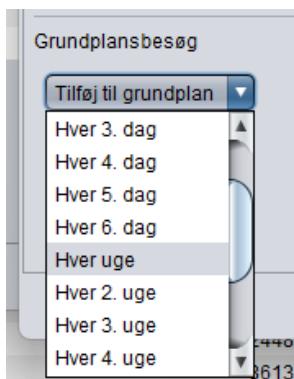 Grundplansbesøg
Tilføj til grundplan
Hver 3. dag
Hver 4. dag
Hver 5. dag
Hver 6. dag
Hver uge
Hver 2. uge
Hver 3. uge
Hver 4. uge
3613